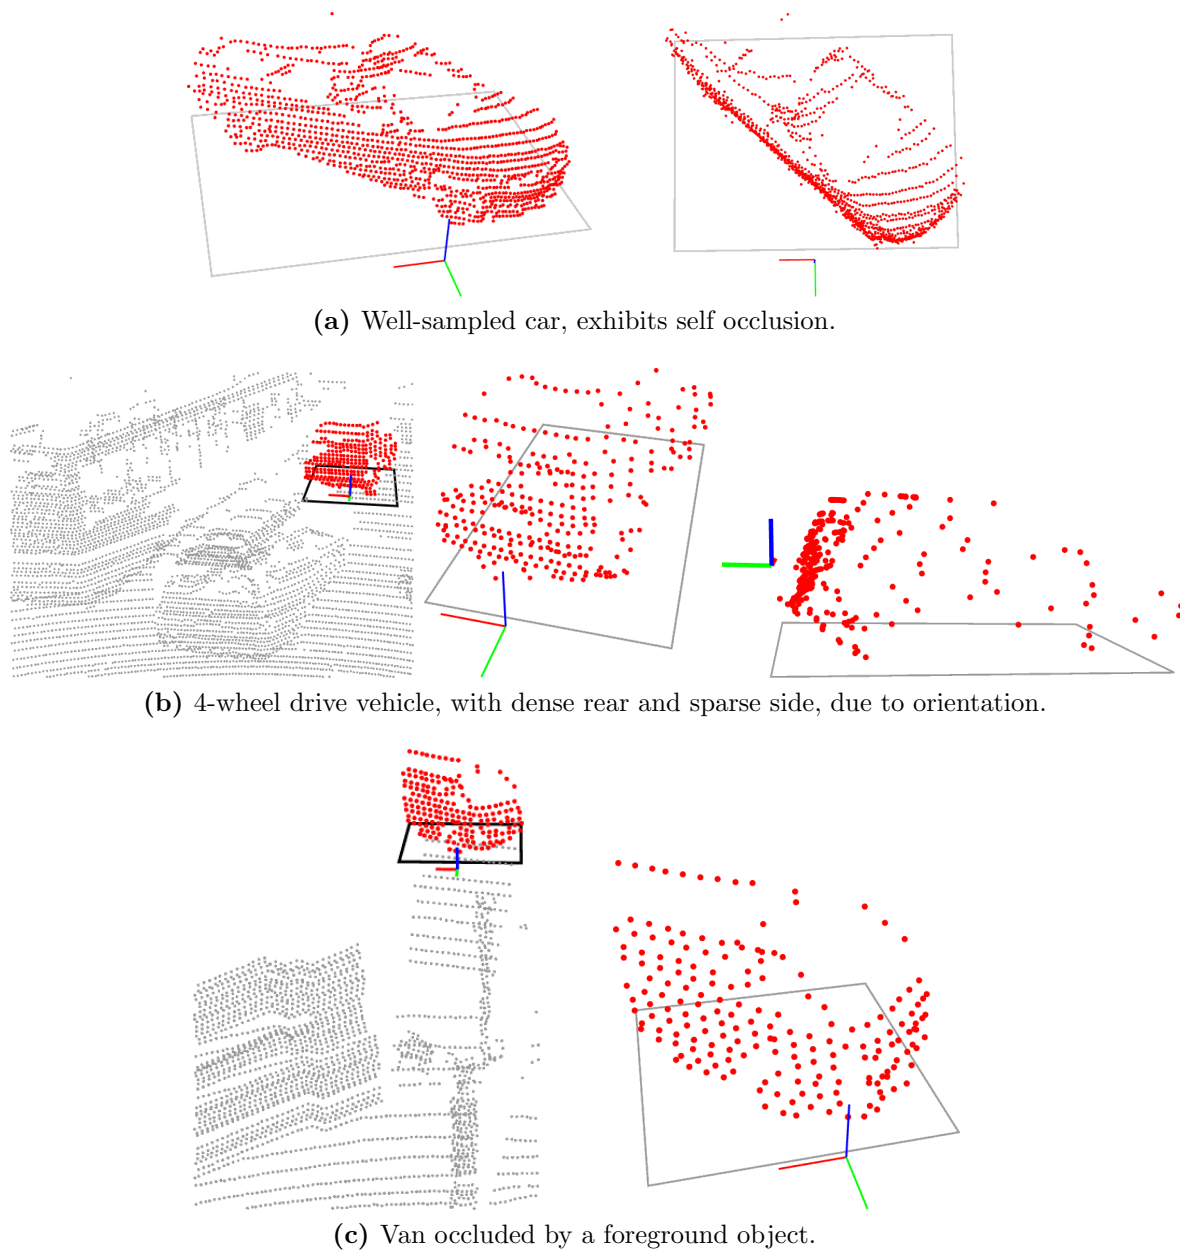 (a) Well-sampled car, exhibits self occlusion.
(b) 4-wheel drive vehicle, with dense rear and sparse side, due to orientation.
(c) Van occluded by a foreground object.